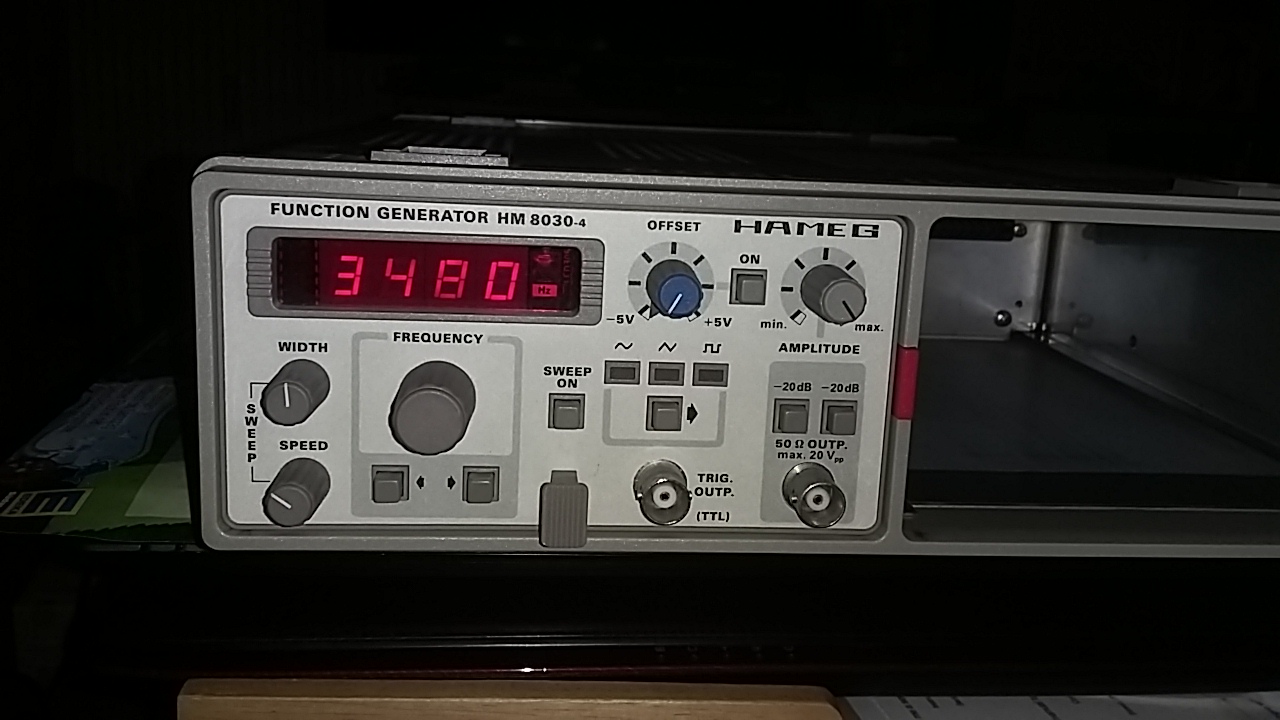 FUNCTION GENERATOR HM 8030-4
HAMEG
3480
Hz
OFFSET
-5V
+5V
ON
min.
max.
AMPLITUDE
WIDTH
FREQUENCY
SWEEP
SPEED
SWEEP
ON
-20dB -20dB
50 Ω OUTP.
max. 20 Vpp
TRIG.
OUTP.
(TTL)